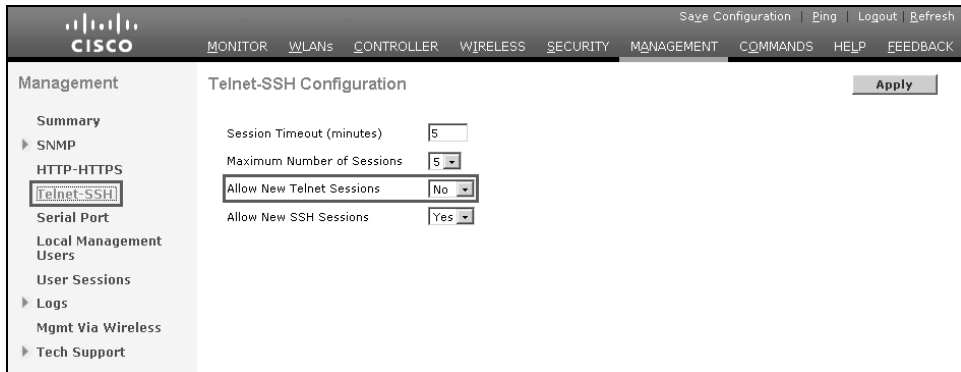 Save Configuration | Ping | Logout | Refresh
CISCO
MONITOR WLANs CONTROLLER WIRELESS SECURITY MANAGEMENT COMMANDS HELP FEEDBACK
Management
Summary
SNMP
HTTP-HTTPS
Telnet-SSH
Serial Port
Local Management
Users
User Sessions
Logs
Mgmt Via Wireless
Tech Support
Telnet-SSH Configuration
Apply
Session Timeout (minutes) 5
Maximum Number of Sessions 5
Allow New Telnet Sessions No
Allow New SSH Sessions Yes